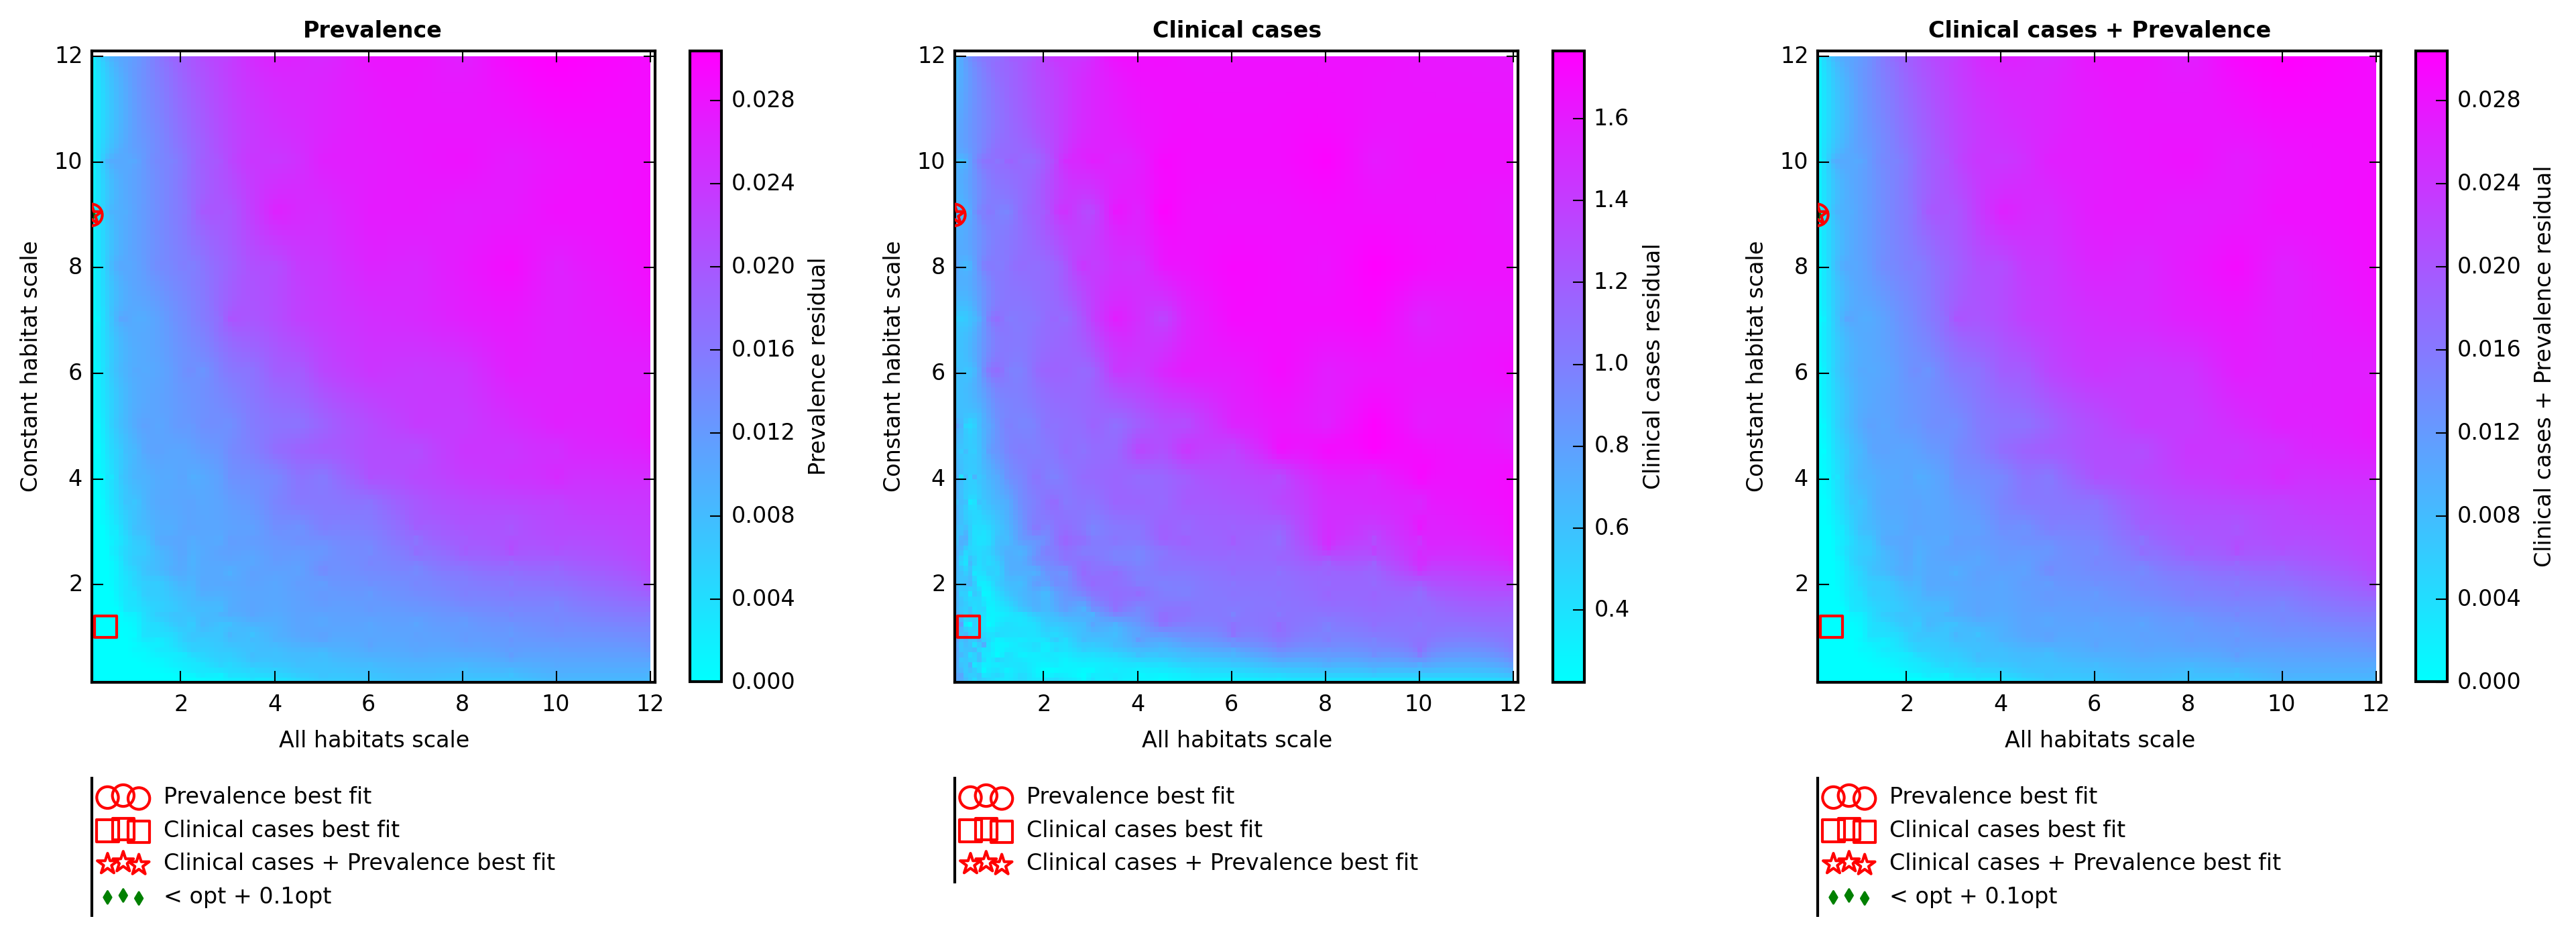 Prevalence
12
10
8
6
4
2
Constant habitat scale
2 4 6 8 10 12
All habitats scale
0.028
0.024
0.020
0.016
0.012
0.008
0.004
0.000
Prevalence residual
Prevalence best fit
Clinical cases best fit
Clinical cases + Prevalence best fit
< opt + 0.1opt
Clinical cases
12
10
8
6
4
2
Constant habitat scale
2 4 6 8 10 12
All habitats scale
1.6
1.4
1.2
1.0
0.8
0.6
0.4
Clinical cases residual
Prevalence best fit
Clinical cases best fit
Clinical cases + Prevalence best fit
Clinical cases + Prevalence
12
10
8
6
4
2
Constant habitat scale
2 4 6 8 10 12
All habitats scale
0.028
0.024
0.020
0.016
0.012
0.008
0.004
0.000
Clinical cases + Prevalence residual
Prevalence best fit
Clinical cases best fit
Clinical cases + Prevalence best fit
< opt + 0.1opt